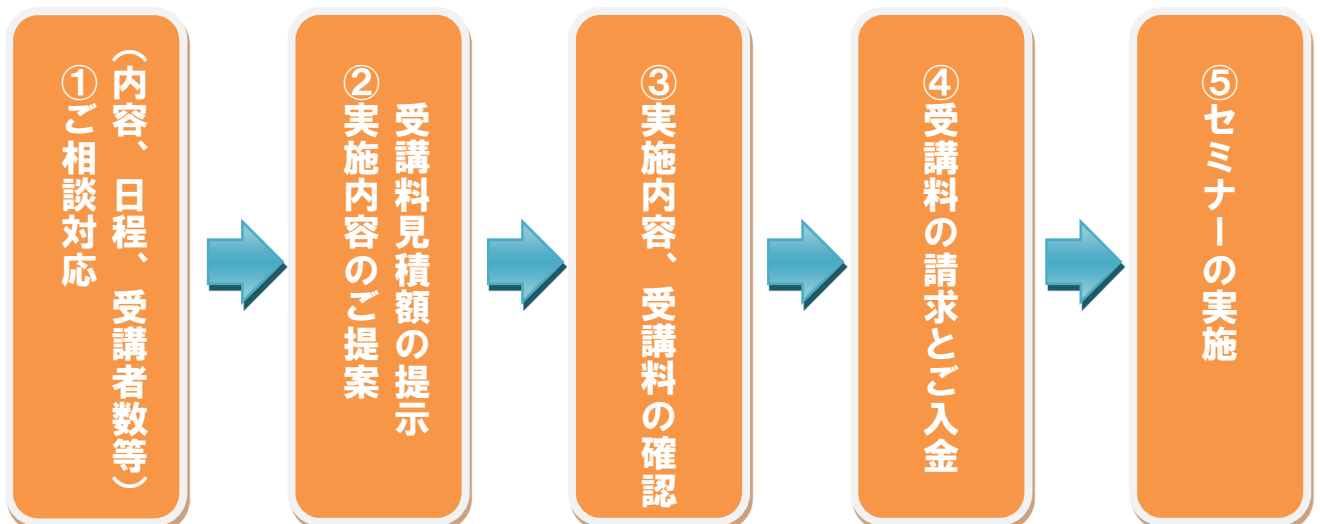 ①ご相談対応
（内容、日程、受講者数等）
②実施内容のご提案
受講料見積額の提示
③実施内容、受講料の確認
④受講料の請求とご入金
⑤セミナーの実施